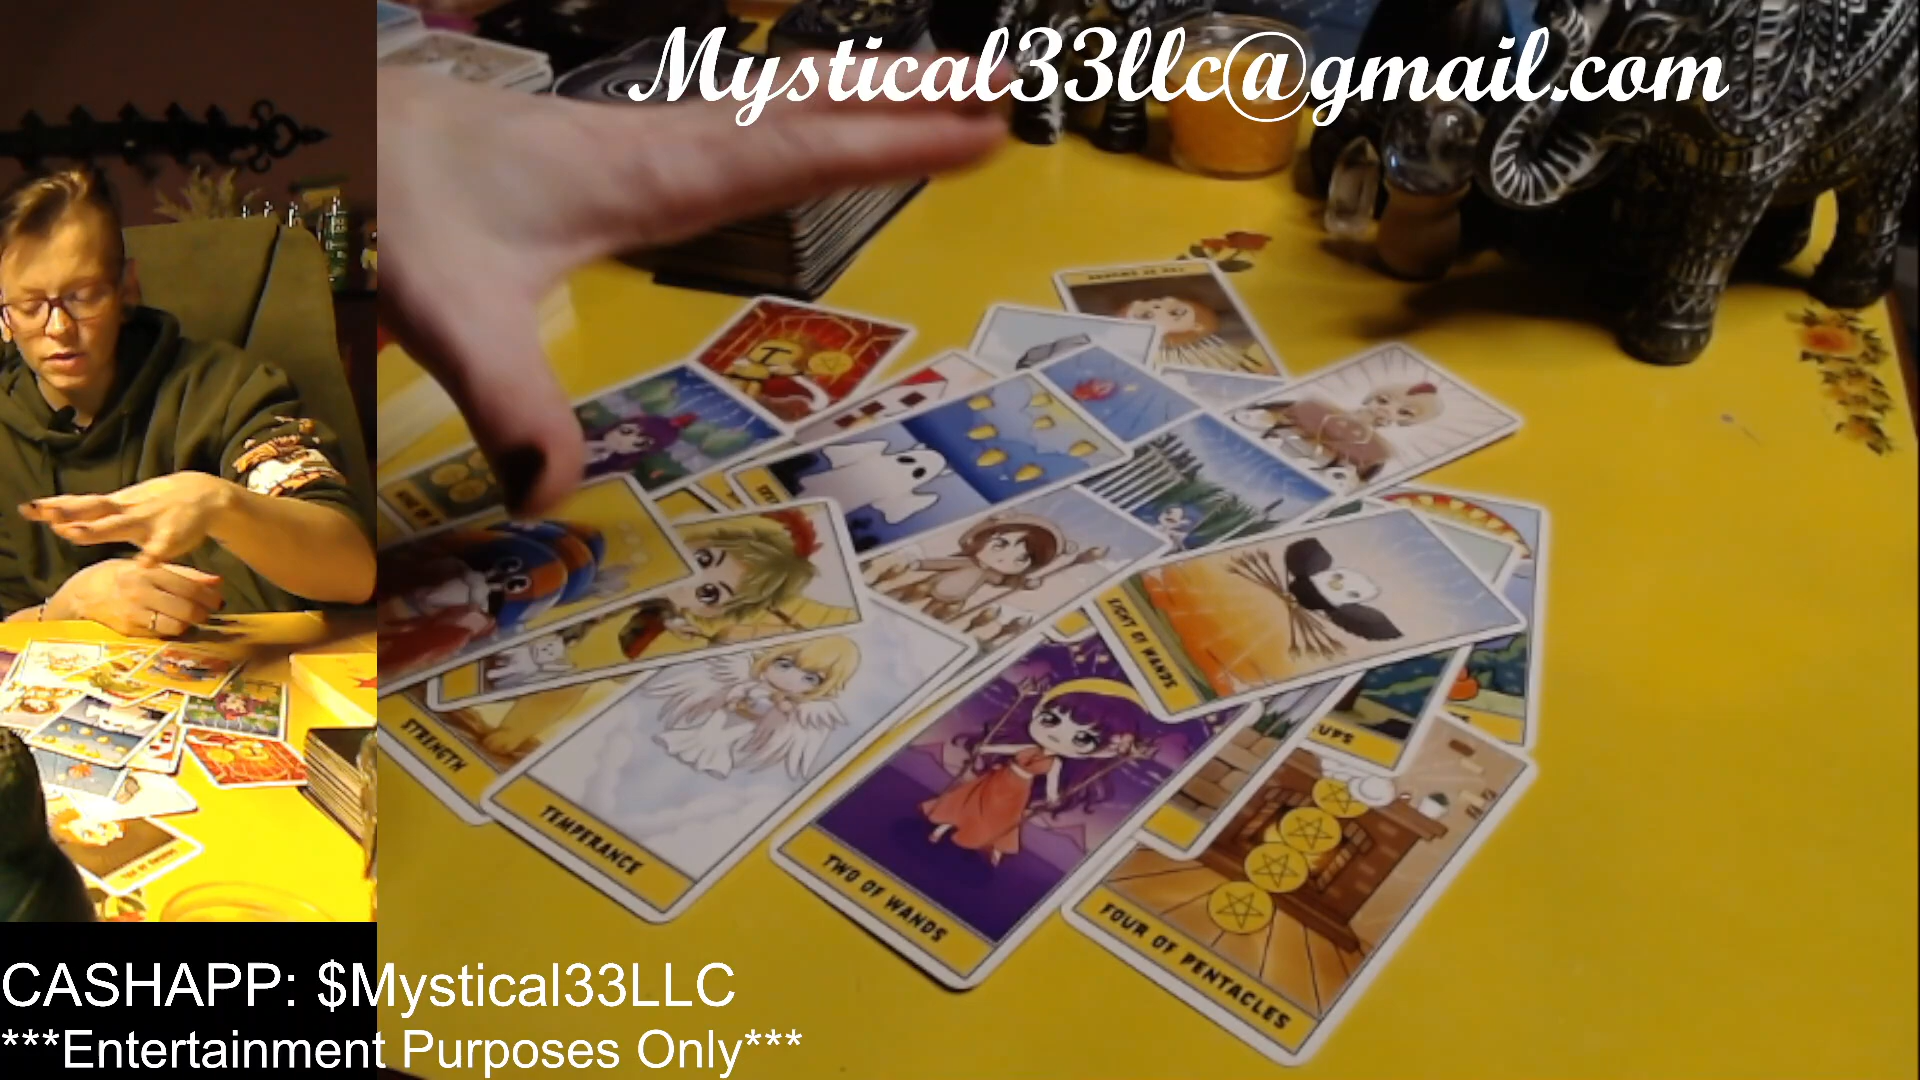 Mystical33llc@gmail.com
EIGHT OF WANDS
CUPS
STRENGTH
TEMPERANCE
TWO OF WANDS
FOUR OF PENTACLES
CASHAPP: $Mystical33LLC
***Entertainment Purposes Only***